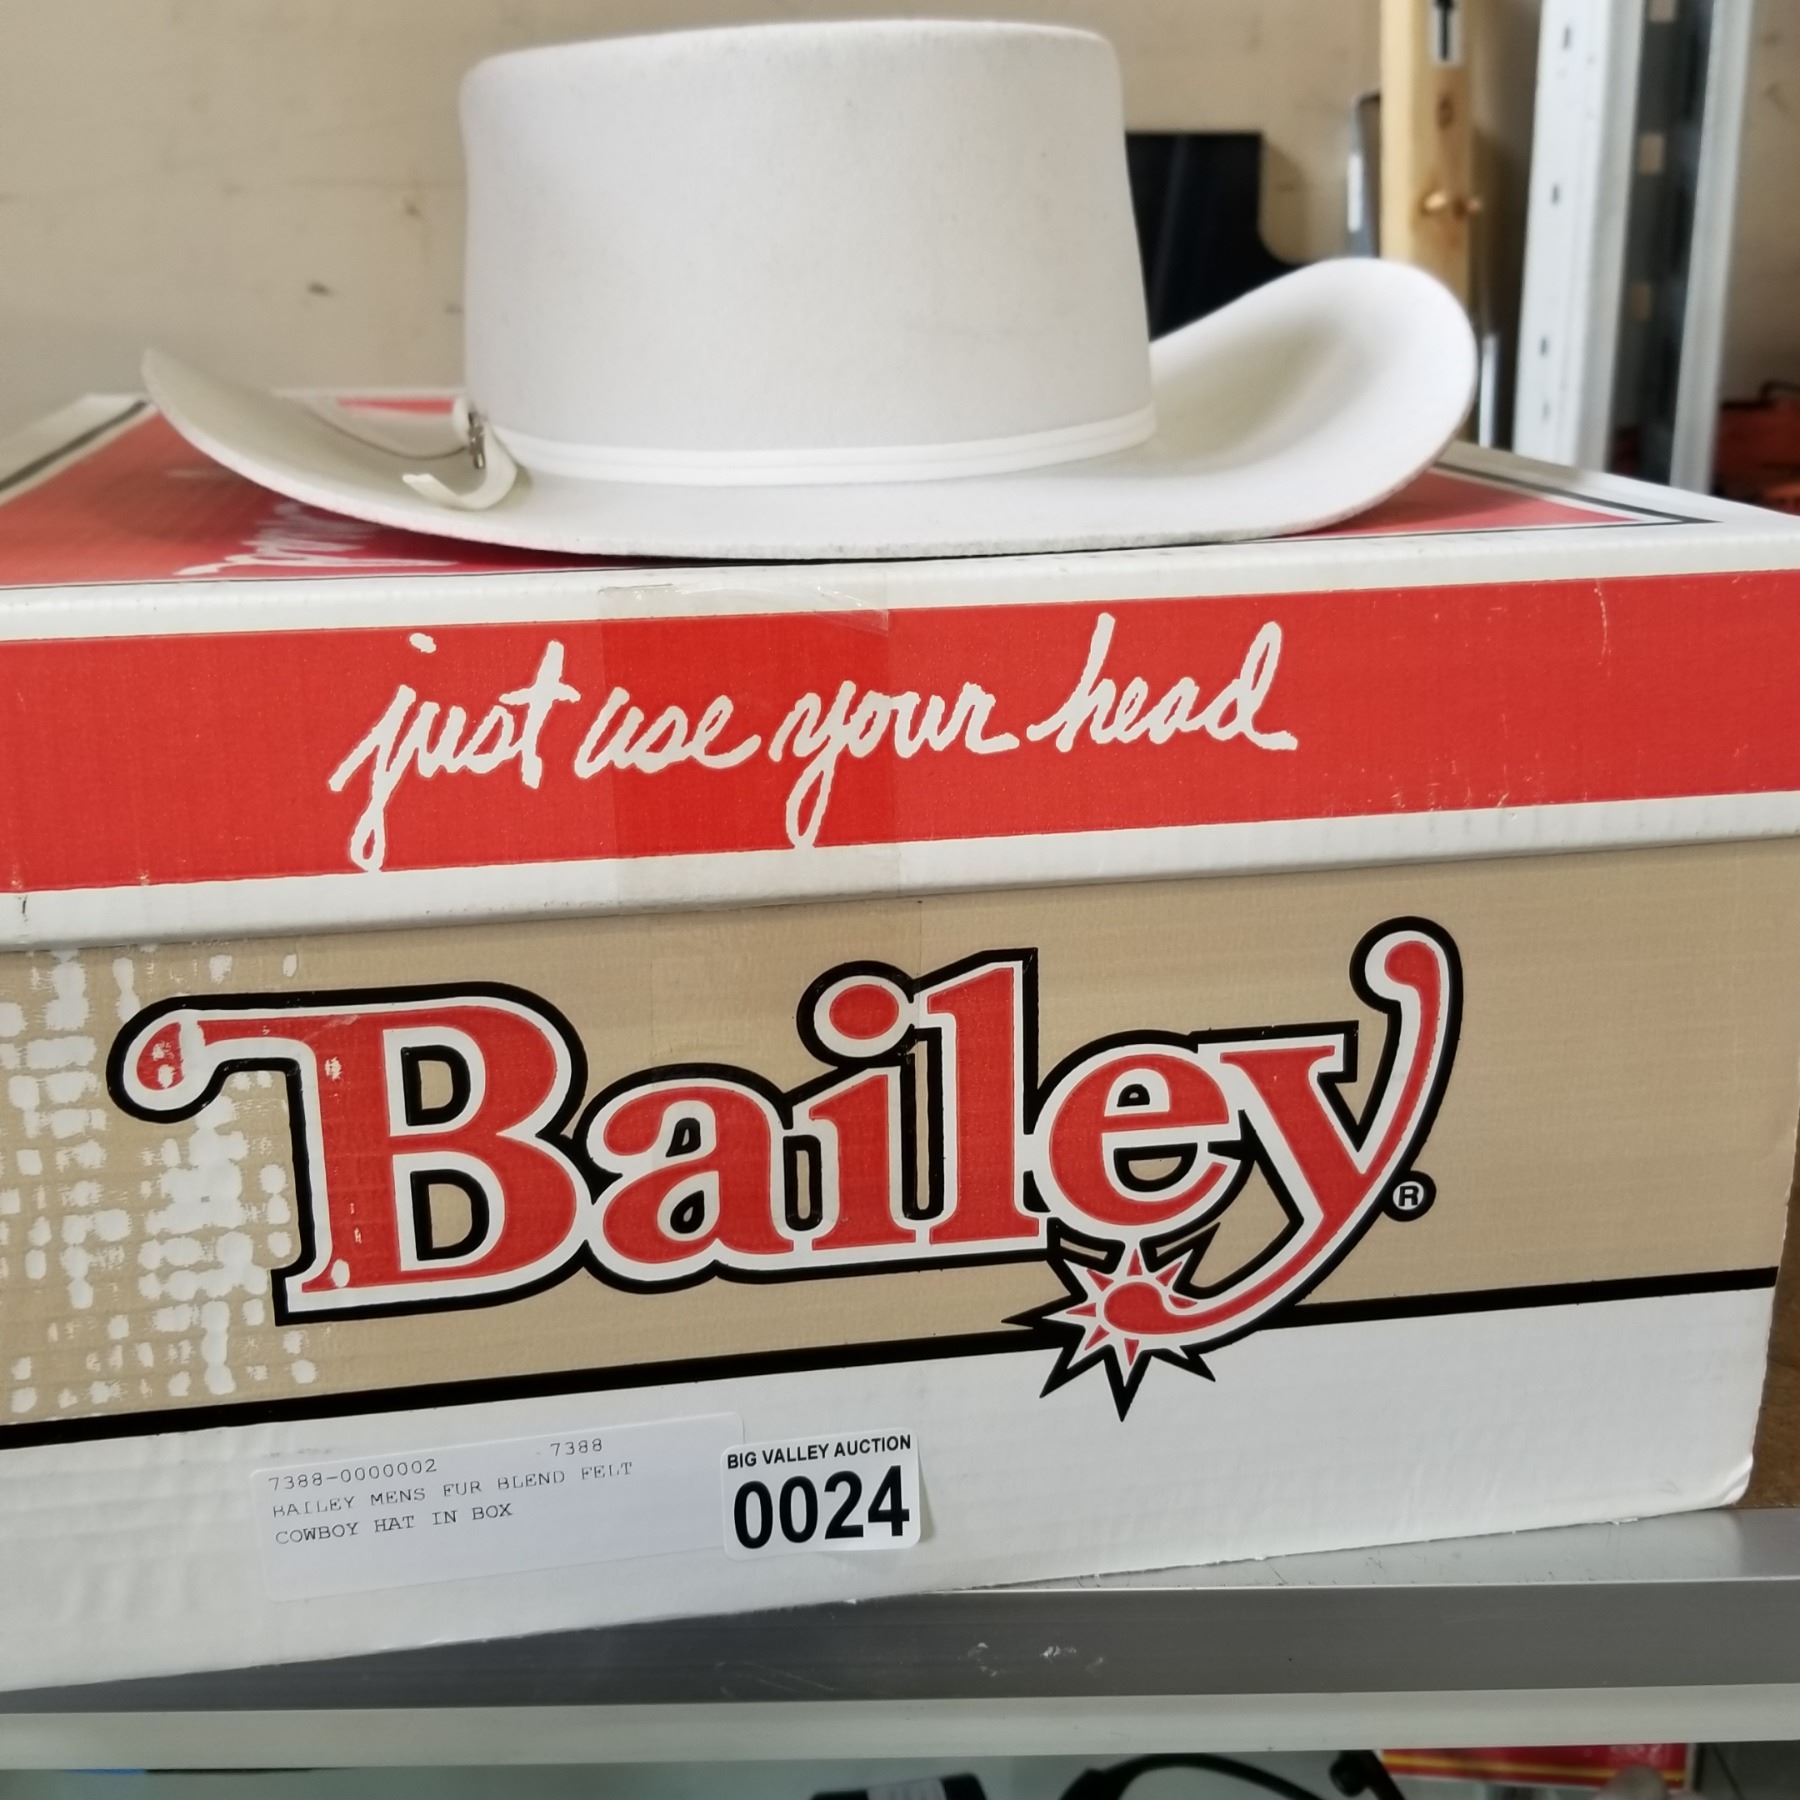 just use your head
Bailey®
7388-0000002 7388
BAILEY MENS FUR BLEND FELT
COWBOY HAT IN BOX
BIG VALLEY AUCTION
0024